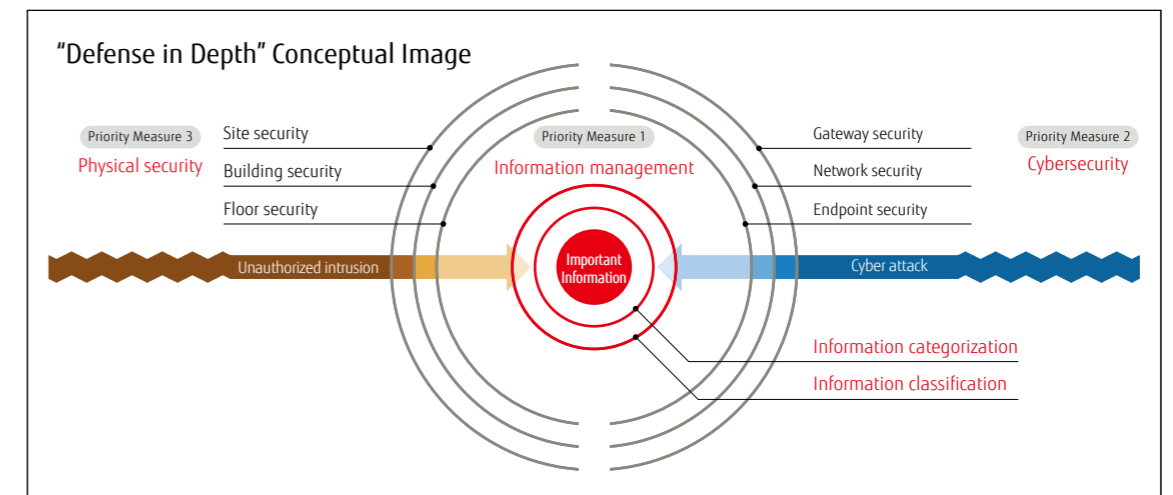 “Defense in Depth” Conceptual Image
Priority Measure 3
Physical security
Site security
Building security
Floor security
Priority Measure 1
Information management
Gateway security
Network security
Endpoint security
Priority Measure 2
Cybersecurity
Unauthorized intrusion
Important
Information
Cyber attack
Information categorization
Information classification